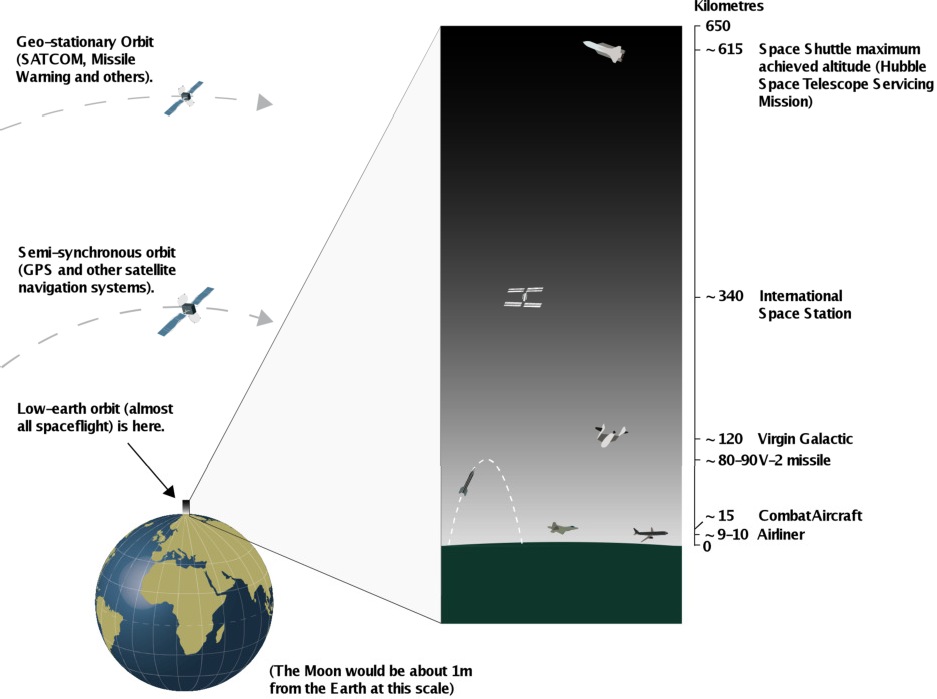 Kilometres
650
Geo-stationary Orbit
(SATCOM, Missile
Warning and others).
~615 Space Shuttle maximum
achieved altitude (Hubble
Space Telescope Servicing
Mission)
Semi-synchronous orbit
(GPS and other satellite
navigation systems).
~340 International
Space Station
Low-earth orbit (almost
all spaceflight) is here.
~120 Virgin Galactic
~80-90 V-2 missile
~15 Combat Aircraft
~9-10 Airliner
0
(The Moon would be about 1m
from the Earth at this scale)